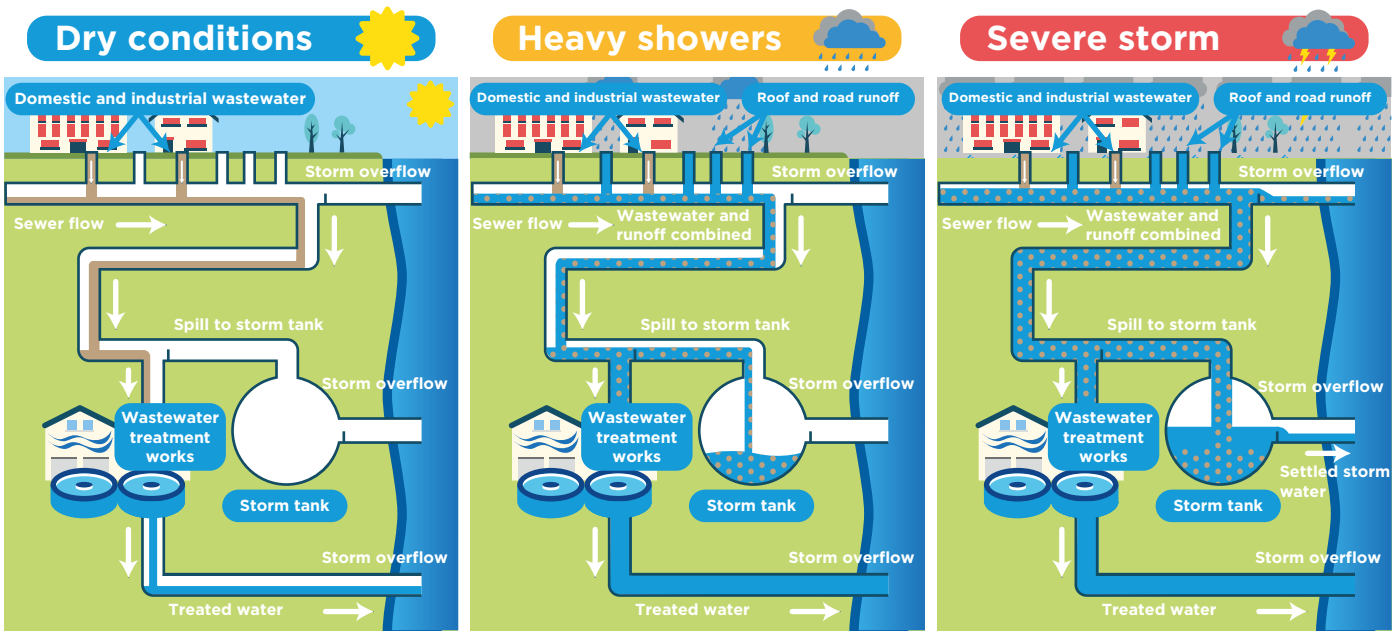 Dry conditions
Domestic and industrial wastewater
Storm overflow
Sewer flow
Spill to storm tank
Storm overflow
Wastewater
treatment
works
Storm tank
Storm overflow
Treated water
Heavy showers
Domestic and industrial wastewater
Roof and road runoff
Storm overflow
Sewer flow
Wastewater and
runoff combined
Spill to storm tank
Storm overflow
Wastewater
treatment
works
Storm tank
Storm overflow
Treated water
Severe storm
Domestic and industrial wastewater
Roof and road runoff
Storm overflow
Sewer flow
Wastewater and
runoff combined
Spill to storm tank
Storm overflow
Wastewater
treatment
works
Settled storm
water
Storm tank
Storm overflow
Treated water